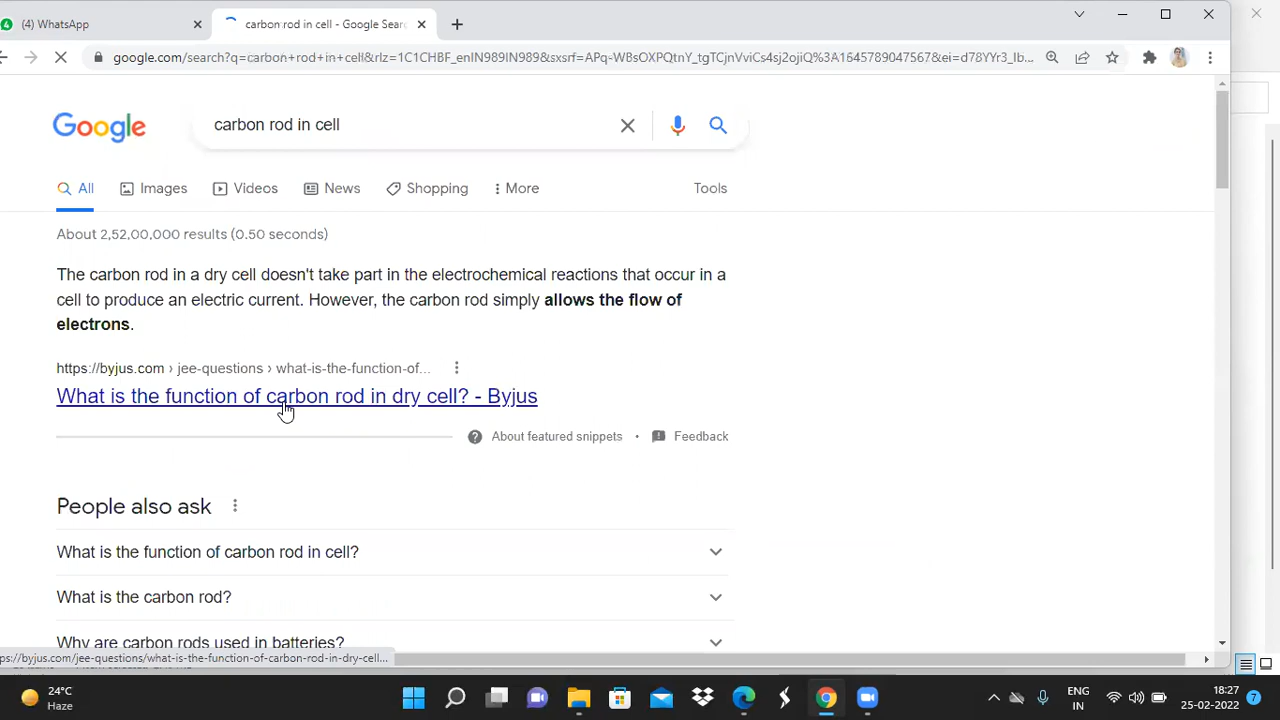 (4) WhatsApp
carbon rod in cell - Google Sear
google.com/search?q=carbon+rod+in+cell&rlz=1C1CHBF_enIN989IN989&sxsrf=APq-WBsOXPQtnY_tgTCjnVviCs4sj2ojiQ%3A1645789047567&ei=d78YYr3_Ib...
Google
carbon rod in cell
All Images Videos News Shopping More Tools
About 2,52,00,000 results (0.50 seconds)
The carbon rod in a dry cell doesn't take part in the electrochemical reactions that occur in a
cell to produce an electric current. However, the carbon rod simply allows the flow of
electrons.
https://byjus.com › jee-questions › what-is-the-function-of...
What is the function of carbon rod in dry cell? - Byjus
About featured snippets • Feedback
People also ask
What is the function of carbon rod in cell?
What is the carbon rod?
Why are carbon rods used in batteries?
ps://byjus.com/jee-questions/what-is-the-function-of-carbon-rod-in-dry-cell...
24°C
Haze
ENG
IN
18:27
25-02-2022
7